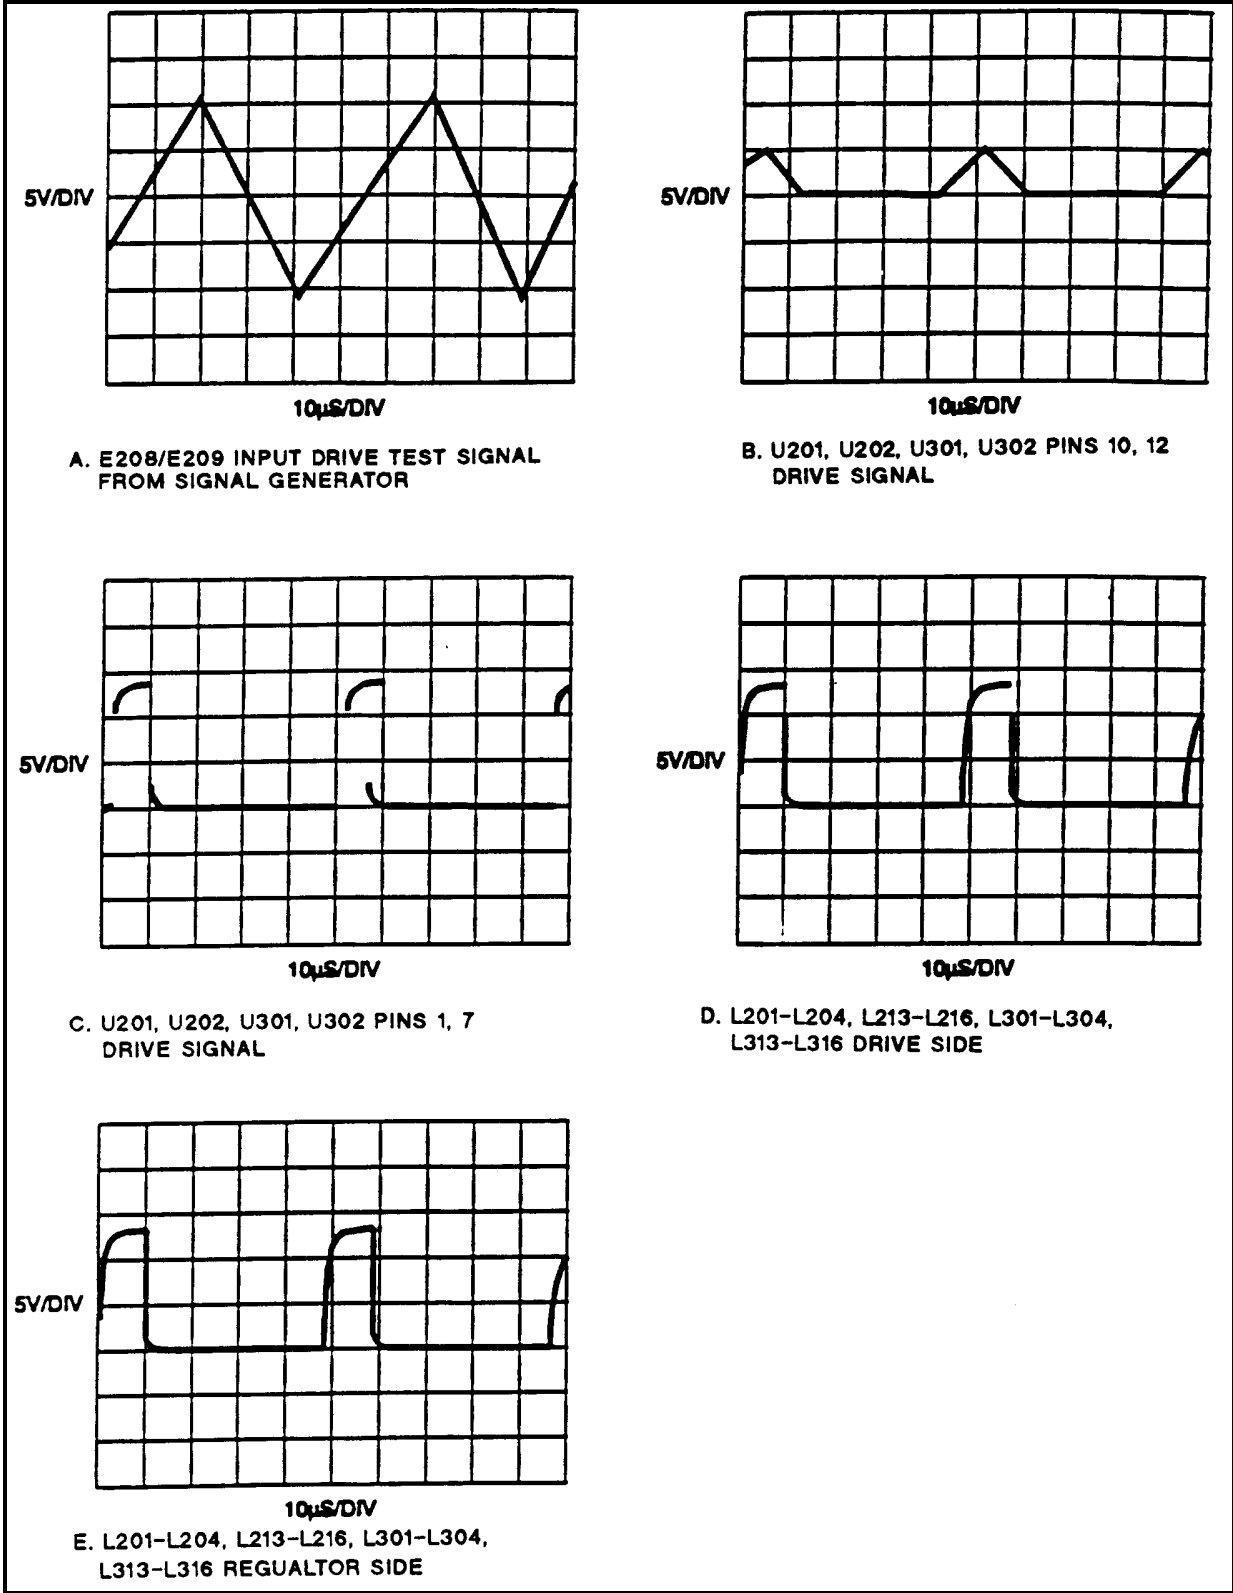 5V/DIV
10µS/DIV
A. E208/E209 INPUT DRIVE TEST SIGNAL
FROM SIGNAL GENERATOR
5V/DIV
10µS/DIV
B. U201, U202, U301, U302 PINS 10, 12
DRIVE SIGNAL
5V/DIV
10µS/DIV
C. U201, U202, U301, U302 PINS 1, 7
DRIVE SIGNAL
5V/DIV
10µS/DIV
D. L201-L204, L213-L216, L301-L304,
L313-L316 DRIVE SIDE
5V/DIV
10µS/DIV
E. L201-L204, L213-L216, L301-L304,
L313-L316 REGUALTOR SIDE